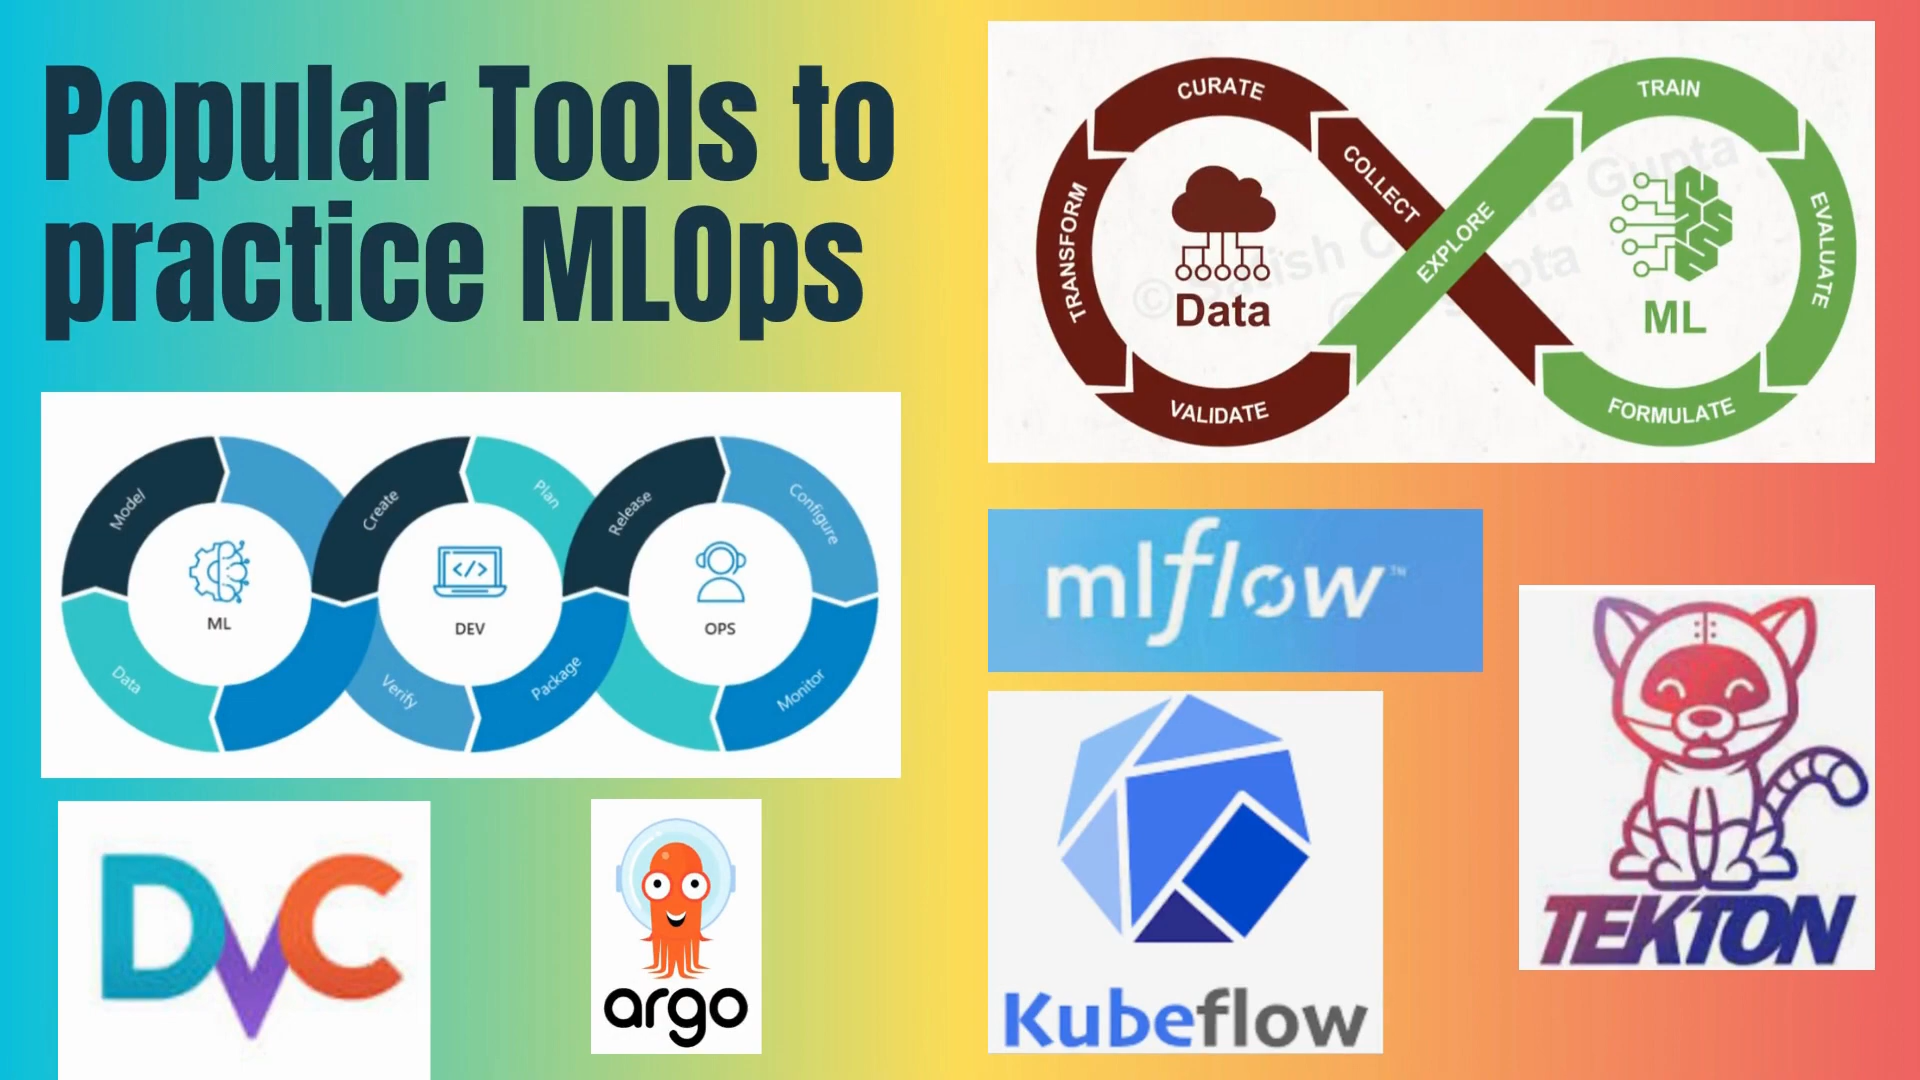 Popular Tools to
practice MLOps
CURATE
COLLECT
TRANSFORM
VALIDATE
Data
EXPLORE
TRAIN
EVALUATE
FORMULATE
ML
Model
Data
ML
Create
Plan
Verify
Package
DEV
Release
Configure
Monitor
OPS
mlflow™
DVC
argo
Kubeflow
TEKTON